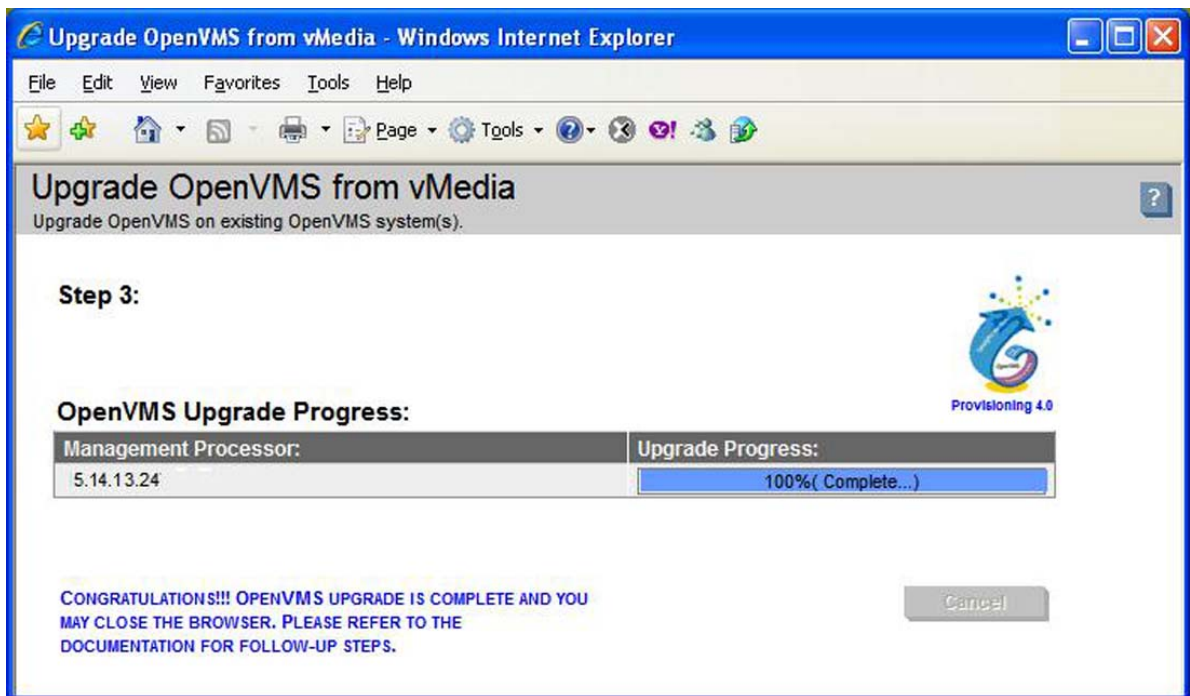 Upgrade OpenVMS from vMedia - Windows Internet Explorer
File Edit View Favorites Tools Help
Page Tools
Upgrade OpenVMS from vMedia
Upgrade OpenVMS on existing OpenVMS system(s).
?
Step 3:
Provisioning 4.0
OpenVMS Upgrade Progress:
Management Processor: Upgrade Progress:
5.14.13.24 100%( Complete...)
CONGRATULATIONS!!! OPENVMS UPGRADE IS COMPLETE AND YOU
MAY CLOSE THE BROWSER. PLEASE REFER TO THE
DOCUMENTATION FOR FOLLOW-UP STEPS.
Cancel